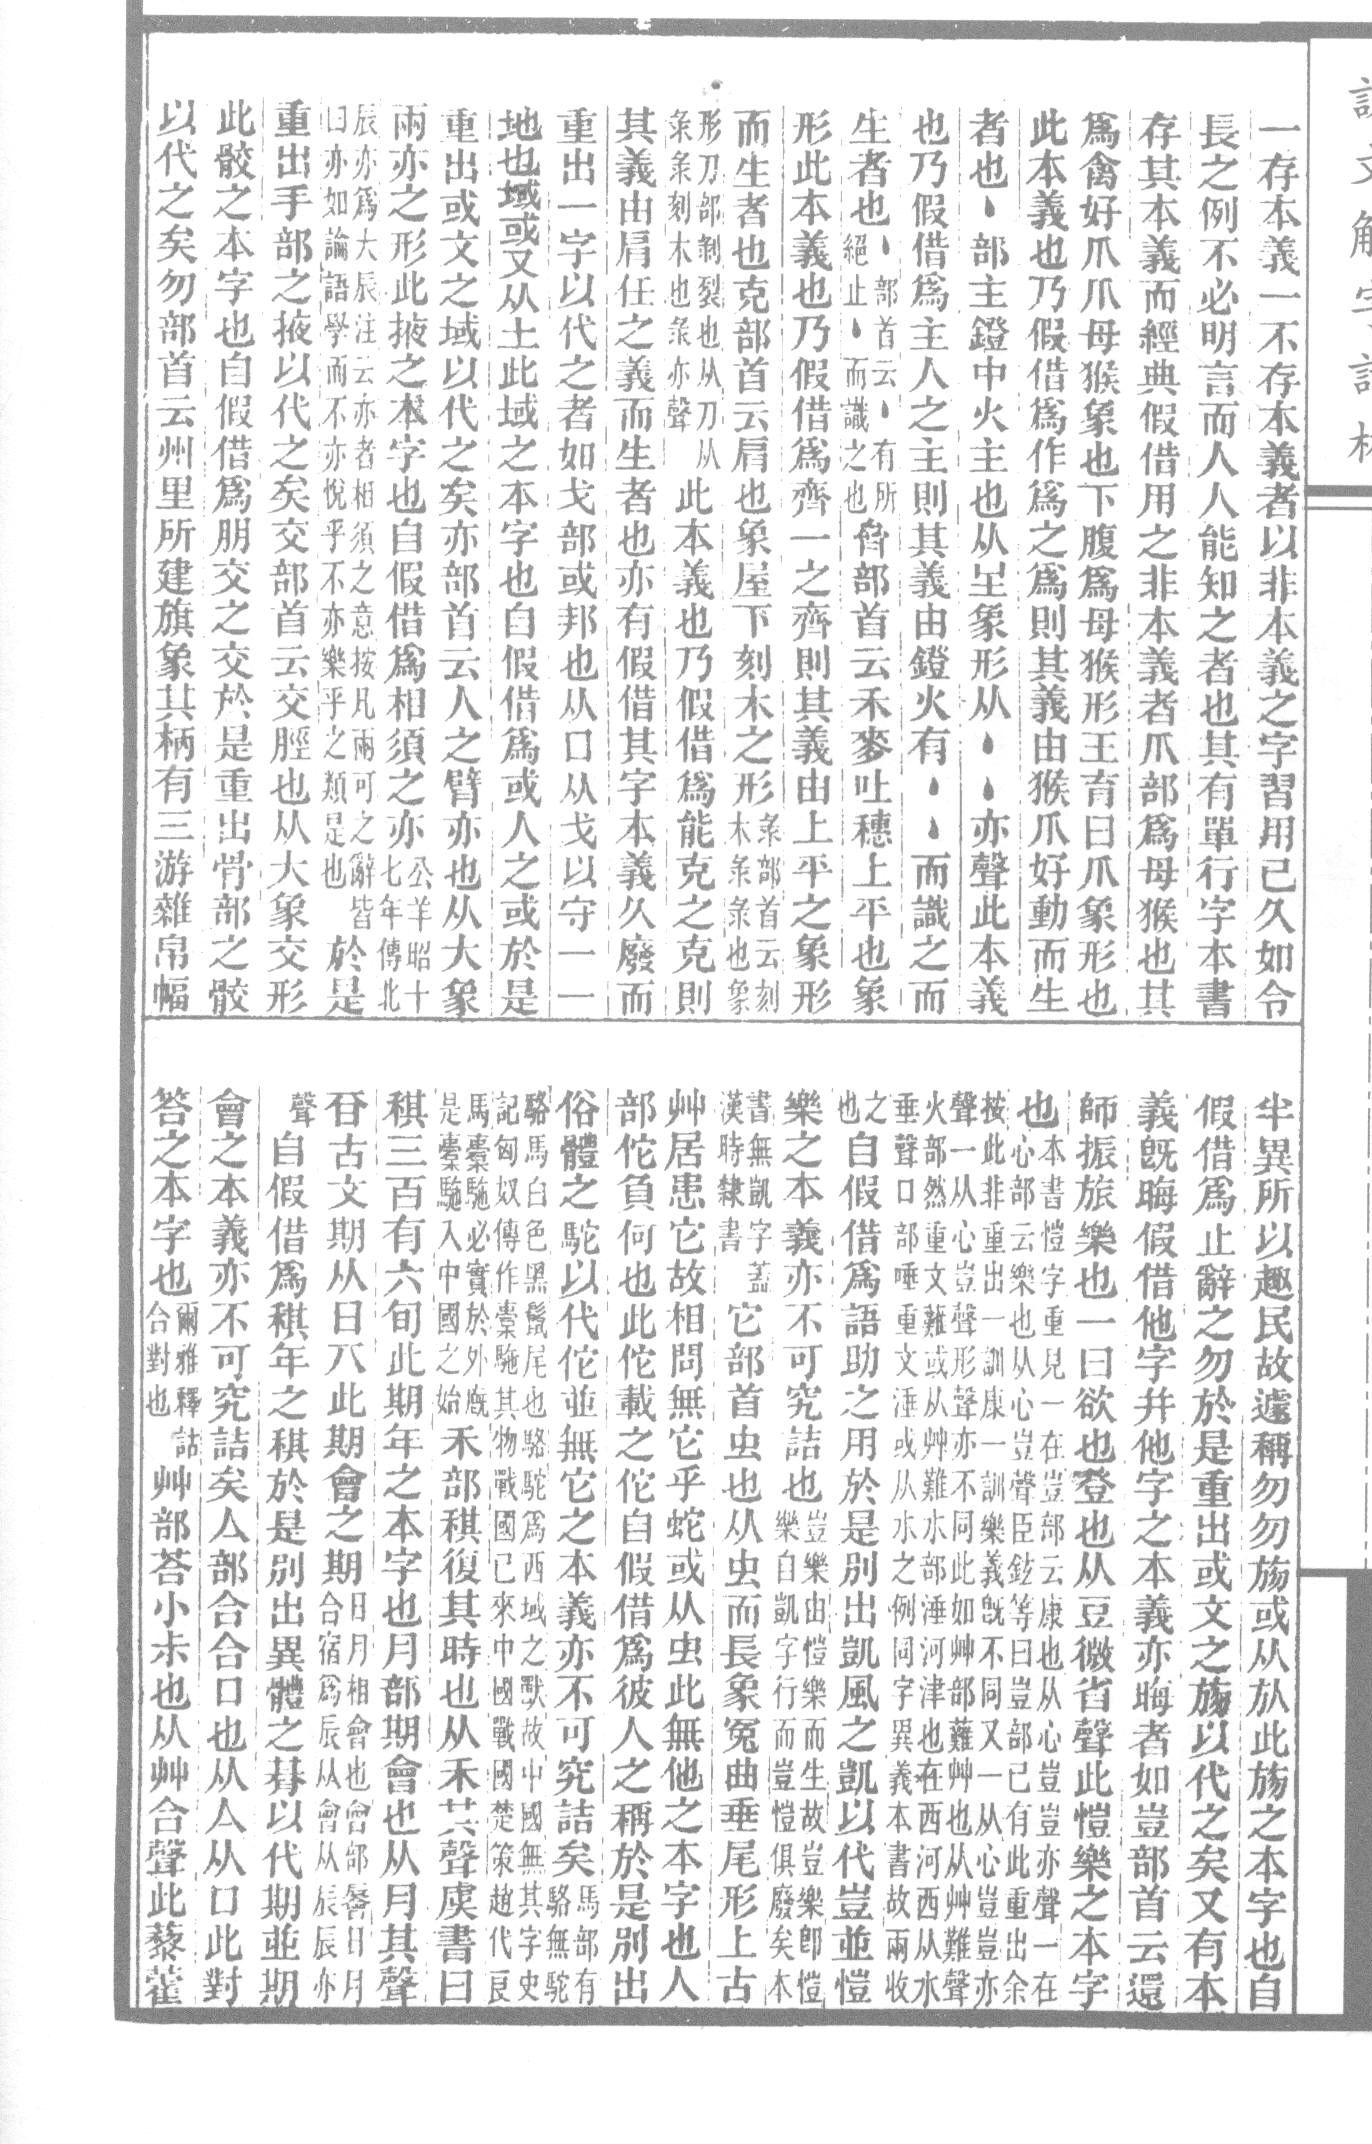 一存本義一不存本義者以非本義之字習用已久如令
長之例不必明言而人人能知之者也其有單行字本書
存其本義而經典假借用之非本義者爪部爲母猴也其
爲禽好爪爪母猴象也下腹爲母猴形王育曰爪象形也
此本義也乃假借爲作爲之爲則其義由猴爪好動而生
者也丶部主鐙中火主也从𭔰象形从丶丶亦聲此本義
也乃假借爲主人之主則其義由鐙火有丶丶而識之而
生者也丶部首云丶有所絕止丶而識之也㫺部首云禾麥吐穗上平也象
形此本義也乃假借爲齊一之齊則其義由上平之象形
而生者也克部首云肩也象屋下刻木之形彔部首云刻木彔彔也象
形刀部剝裂也从刀从彔彔刻木也彔亦聲此本義也乃假借爲能克之克則
其義由肩任之義而生者也亦有假借其字本義久廢而
重出一字以代之者如戈部或邦也从口从戈以守一一
地也域或又从土此域之本字也自假借爲或人之或於是
重出或文之域以代之矣亦部首云人之臂亦也从大象
兩亦之形此掖之本字也自假借爲相須之亦公羊昭十七年傳北
辰亦爲大辰注云亦者相須之意按凡兩可之辭皆曰亦如論語學而不亦悅乎不亦樂乎之類是也於是
重出手部之掖以代之矣交部首云交脛也从大象交形
此骹之本字也自假借爲朋交之交於是重出骨部之骹
以代之矣勿部首云州里所建旗象其柄有三游雜帛幅
半異所以趣民故遽稱勿勿㫃或从㫃此㫃之本字也自
假借爲止辭之勿於是重出或文之㫃以代之矣又有本
義既晦假借他字幷他字之本義亦晦者如豈部首云還
師振旅樂也一曰欲也登也从豆微省聲此愷樂之本字
也本書愷字重見一在豈部云康也从心豈豈亦聲一在心部云樂也从心豈聲臣鉉等曰豈部已有此重出余
按此非重出一訓康一訓樂義既不同又一从心豈豈亦聲一从心豈聲形聲亦不同此如艸部蘺艸也从艸難聲
火部然重文蘺或从艸難水部涶河津也在西河西从水垂聲口部唾重文涶或从水之例同字異義本書故兩收
之也自假借爲語助之用於是別出凱風之凱以代豈並愷
樂之本義亦不可究詰也豈樂由愷樂而生故豈樂卽愷樂自凱字行而豈愷俱廢矣本
書無凱字蓋漢時隸書它部首虫也从虫而長象冤曲垂尾形上古
艸居患它故相問無它乎蛇或从虫此無他之本字也人
部佗負何也此佗載之佗自假借爲彼人之稱於是別出
俗體之駝以代佗並無它之本義亦不可究詰矣馬部有駱無駝
駱馬白色黑鬛尾也駱駝爲西域之獸故中國無其字史記匈奴傳作橐駞其物戰國已來中國戰國楚策趙代良
馬橐駞必實於外廐是橐駞入中國之始禾部稘復其時也从禾其聲虞書曰
稘三百有六旬此期年之本字也月部期會也从月其聲
𣅆古文期从日丌此期會之期日月相會也會部𣌭日月合宿爲辰从會从辰辰亦
聲自假借爲稘年之稘於是別出異體之朞以代期並期
會之本義亦不可究詰矣亼部合合口也从亼从口此對
答之本字也爾雅釋詁合對也艸部荅小尗也从艸合聲此藜藿